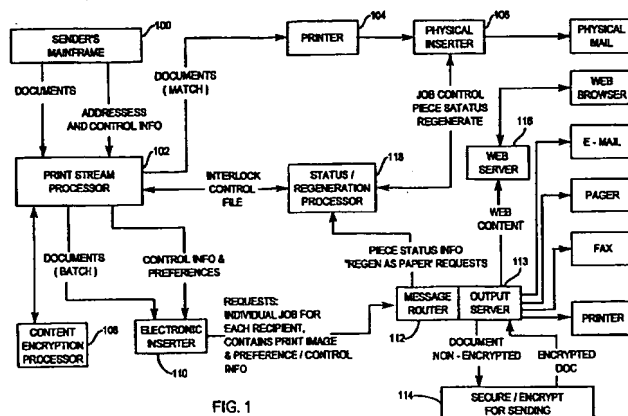 100
SENDER'S
MAINFRAME
DOCUMENTS
ADDRESSESS
AND CONTROL INFO
DOCUMENTS
(MATCH)
104
PRINTER
106
PHYSICAL
INSERTER
PHYSICAL
MAIL
JOB CONTROL
PIECE SATATUS
REGENERATE
WEB
BROWSER
116
WEB
SERVER
E - MAIL
102
PRINT STREAM
PROCESSOR
INTERLOCK
CONTROL
FILE
118
STATUS /
REGENERATION
PROCESSOR
PAGER
WEB
CONTENT
FAX
DOCUMENTS
(BATCH)
CONTROL INFO &
PREFERENCES
PIECE STATUS INFO
"REGEN AS PAPER' REQUESTS
113
REQUESTS:
INDIVIDUAL JOB FOR
EACH RECIPIENT,
CONTAINS PRINT IMAGE
& PREFERENCE / CONTROL
INFO
MESSAGE
ROUTER
OUTPUT
SERVER
PRINTER
112
CONTENT
ENCRYPTION
PROCESSOR
108
ELECTRONIC
INSERTER
110
DOCUMENT
NON - ENCRYPTED
ENCRYPTED
DOC
114
SECURE / ENCRYPT
FOR SENDING
FIG. 1